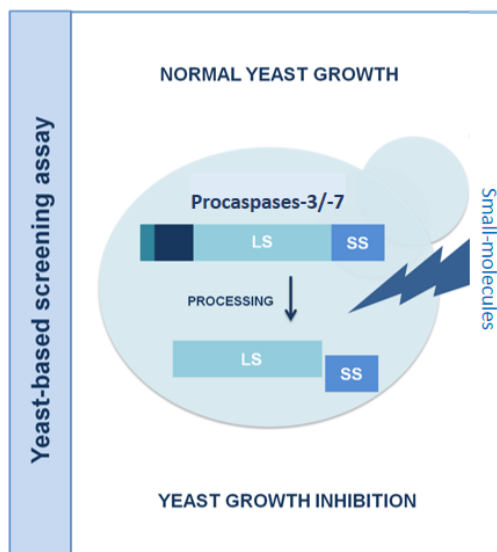 Yeast-based screening assay
NORMAL YEAST GROWTH
Procaspases-3/-7
LS
SS
PROCESSING
LS
SS
Small-molecules
YEAST GROWTH INHIBITION